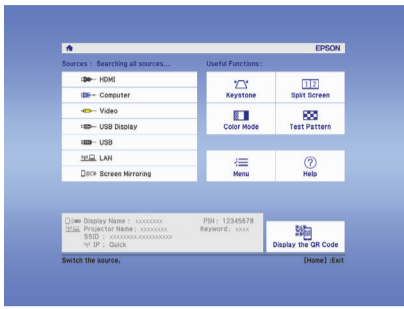 EPSON
Sources : Searching all sources...
Useful Functions:
HDMI
Computer
Video
USB Display
USB
LAN
Screen Mirroring
Keystone
Split Screen
Color Mode
Test Pattern
Menu
Help
Display Name : xxxxxxxx
PIN: 12345678
Projector Name: xxxxxxxx
Keyword: xxxx
SSID : xxxxxxxx-xxxxxxxxxx
IP : Quick
Display the QR Code
Switch the source.
[Home] :Exit